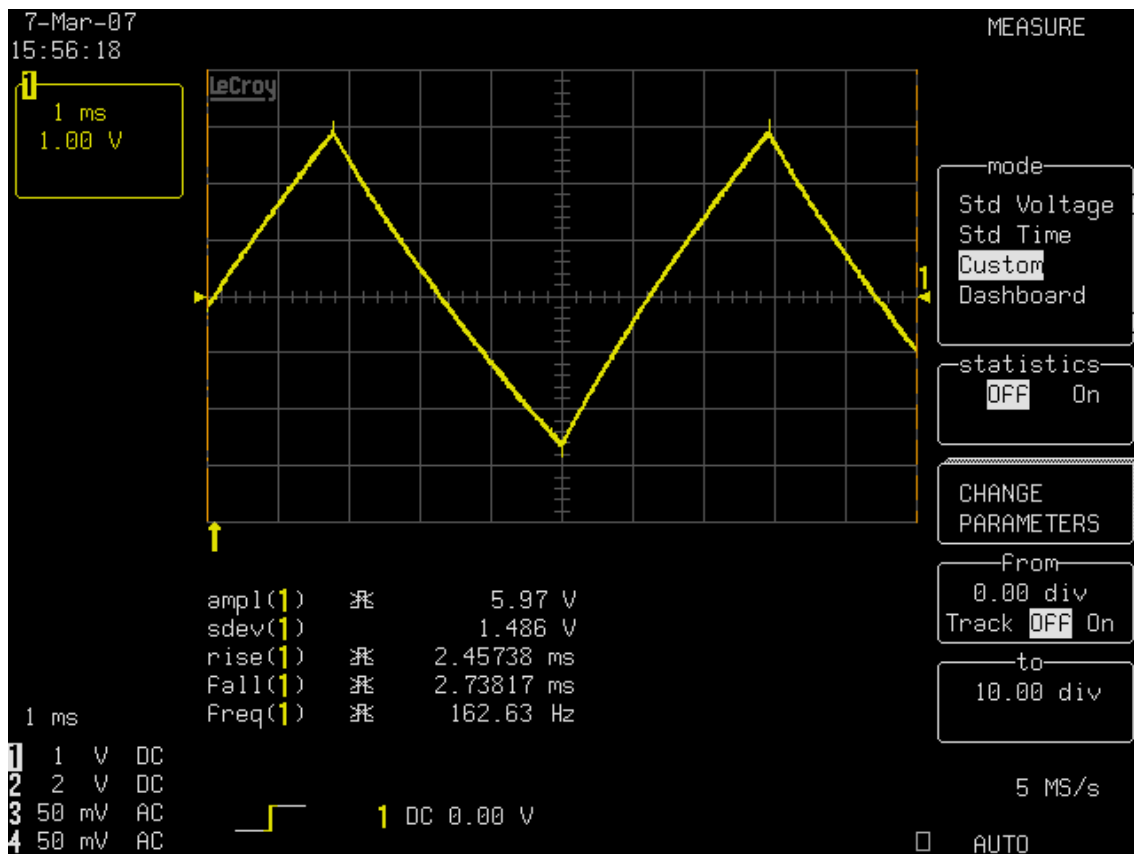 7-Mar-07
15:56:18
MEASURE
1
1 ms
1.00 V
LeCroy
1
mode
Std Voltage
Std Time
Custom
Dashboard
statistics
OFF On
CHANGE
PARAMETERS
from
0.00 div
Track OFF On
to
10.00 div
ampl(1) 5.97 V
sdev(1) 1.486 V
rise(1) 2.45738 ms
fall(1) 2.73817 ms
freq(1) 162.63 Hz
1 ms
1 1 V DC
2 2 V DC
3 50 mV AC
4 50 mV AC
1 DC 0.00 V
5 MS/s
AUTO